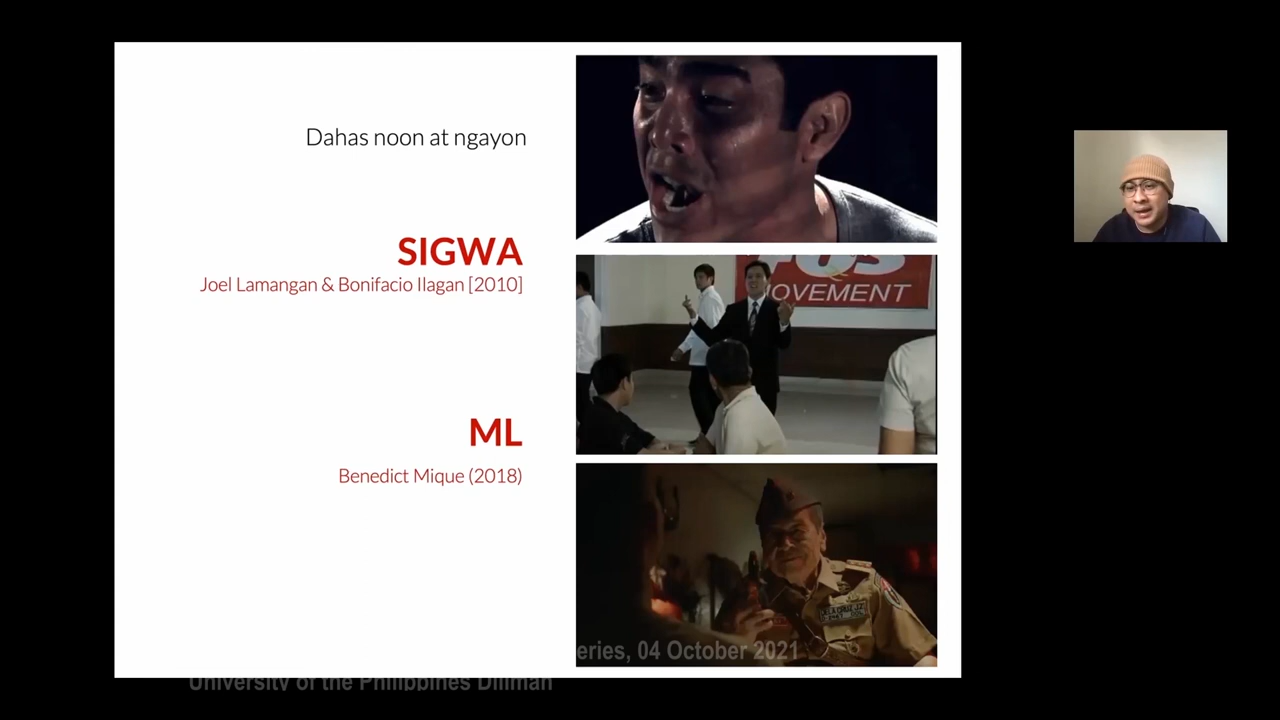 Dahas noon at ngayon
SIGWA
Joel Lamangan & Bonifacio Ilagan [2010]
ML
Benedict Mique (2018)
MOVEMENT
eries, 04 October 2021
University of the Philippines Diliman